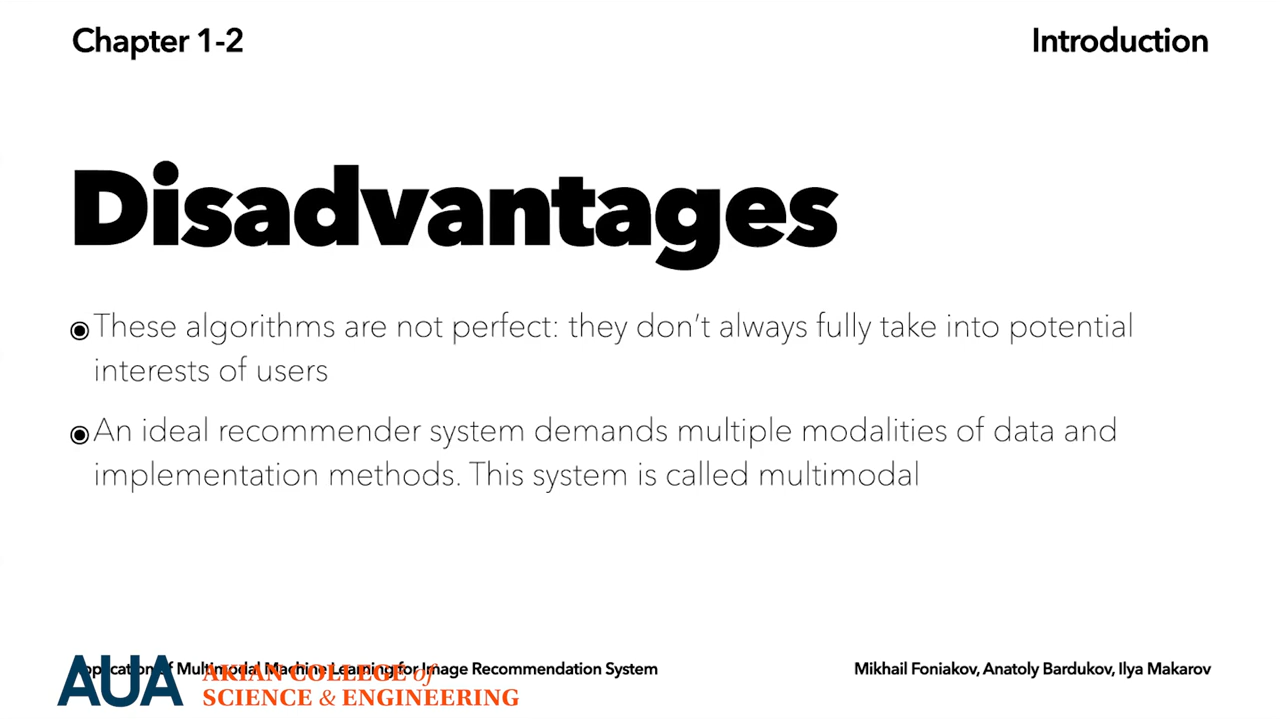 Chapter 1-2
Introduction
Disadvantages
These algorithms are not perfect: they don't always fully take into potential
interests of users
An ideal recommender system demands multiple modalities of data and
implementation methods. This system is called multimodal
Application of Multimodal Machine Learning for Image Recommendation System
Mikhail Foniakov, Anatoly Bardukov, Ilya Makarov
AUA
AKIAN COLLEGE of
SCIENCE & ENGINEERING